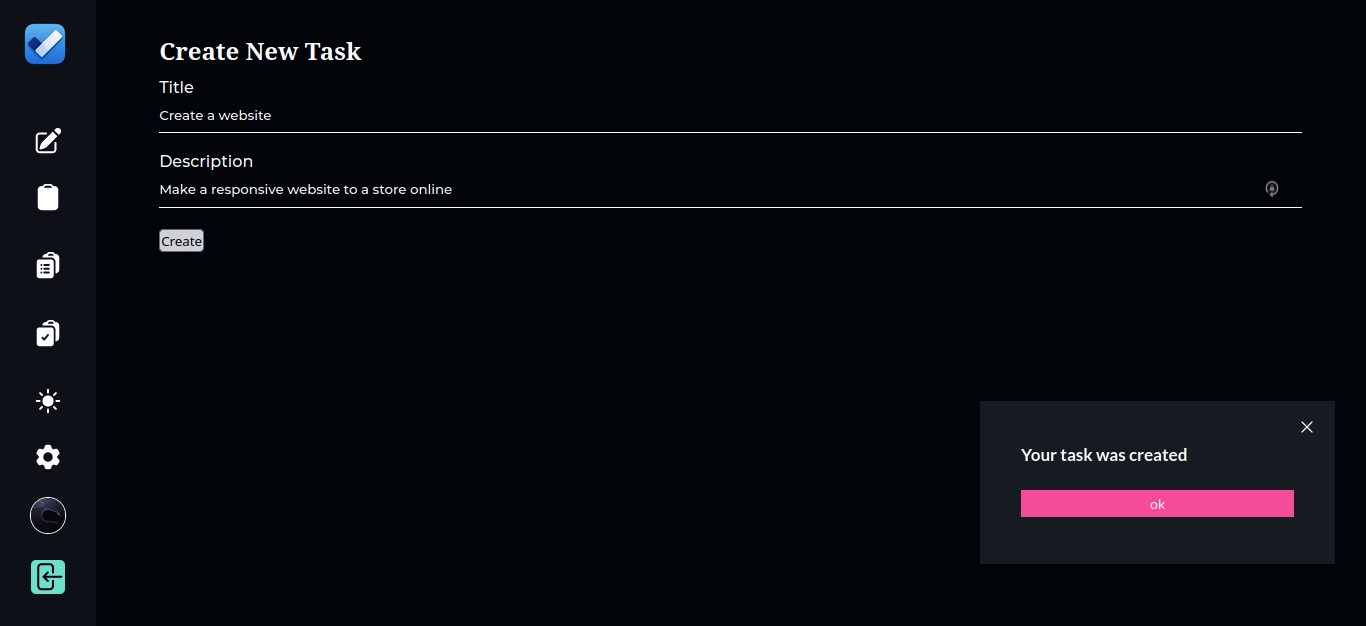 Create New Task
Title
Create a website
Description
Make a responsive website to a store online
Create
Your task was created
ok